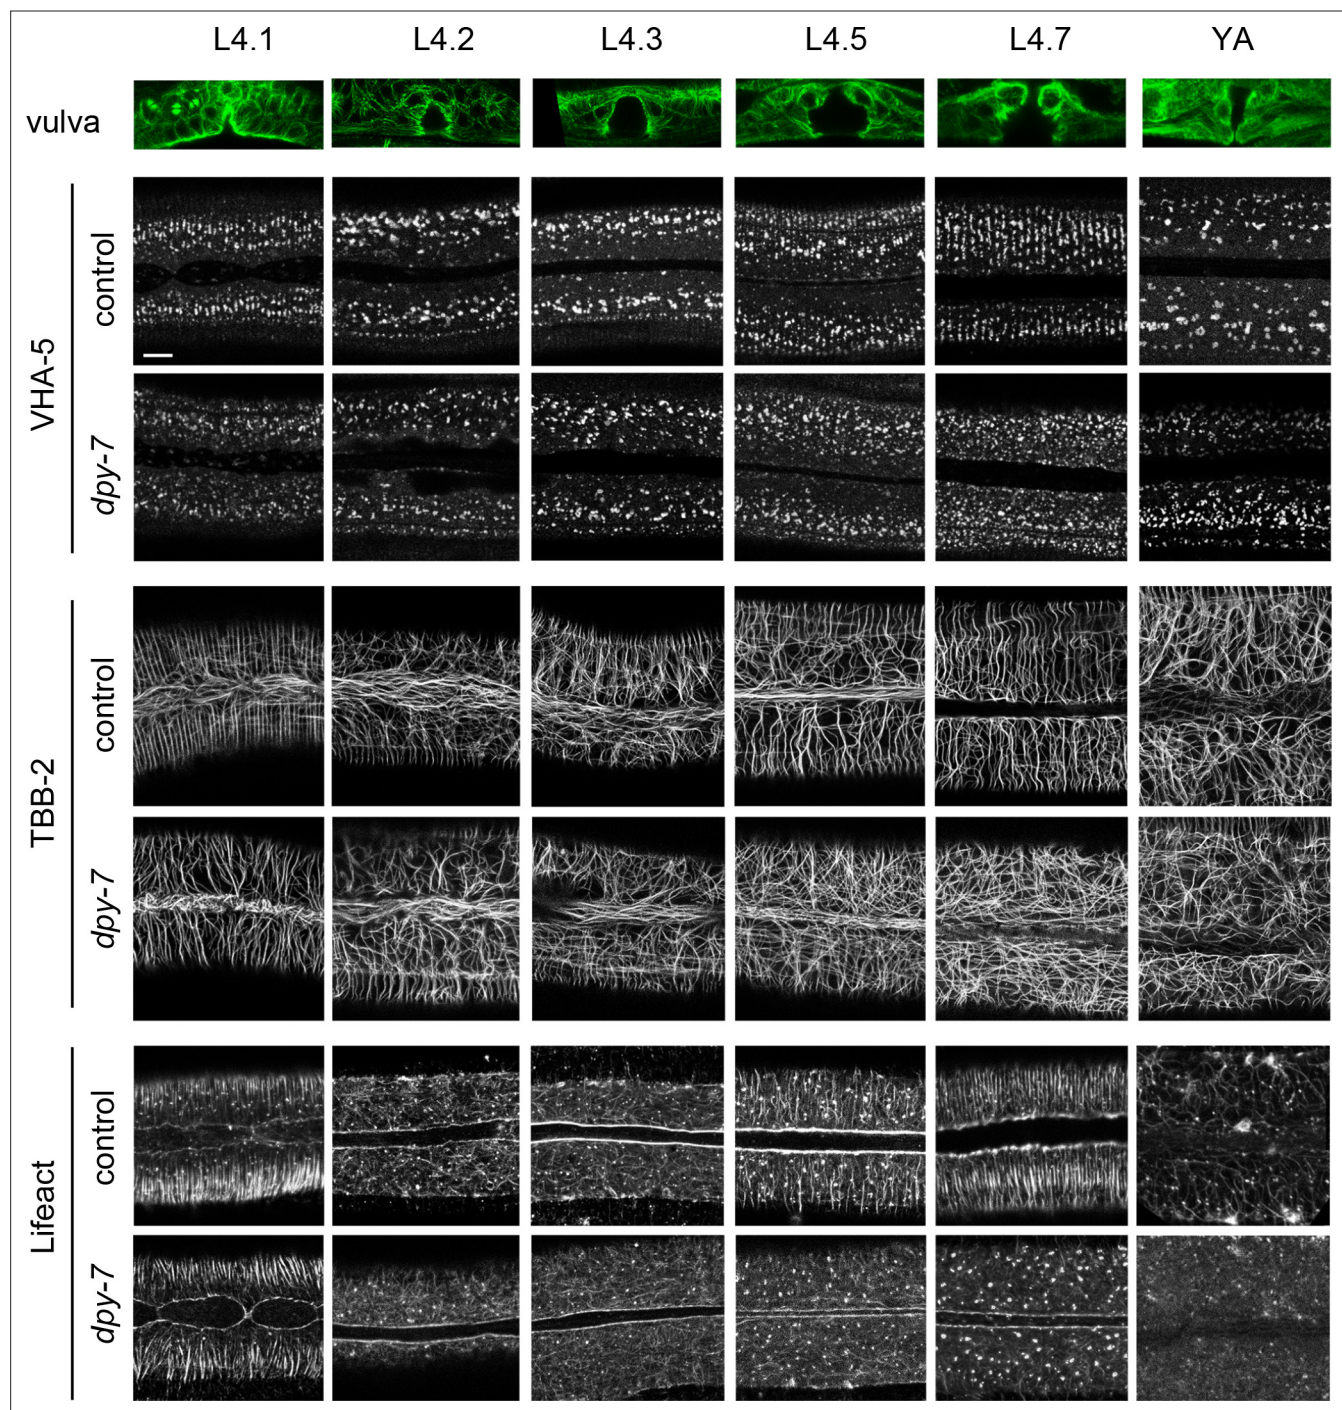 L4.1 L4.2 L4.3 L4.5 L4.7 YA
vulva
VHA-5
control
dpy-7
TBB-2
control
dpy-7
Lifeact
control
dpy-7